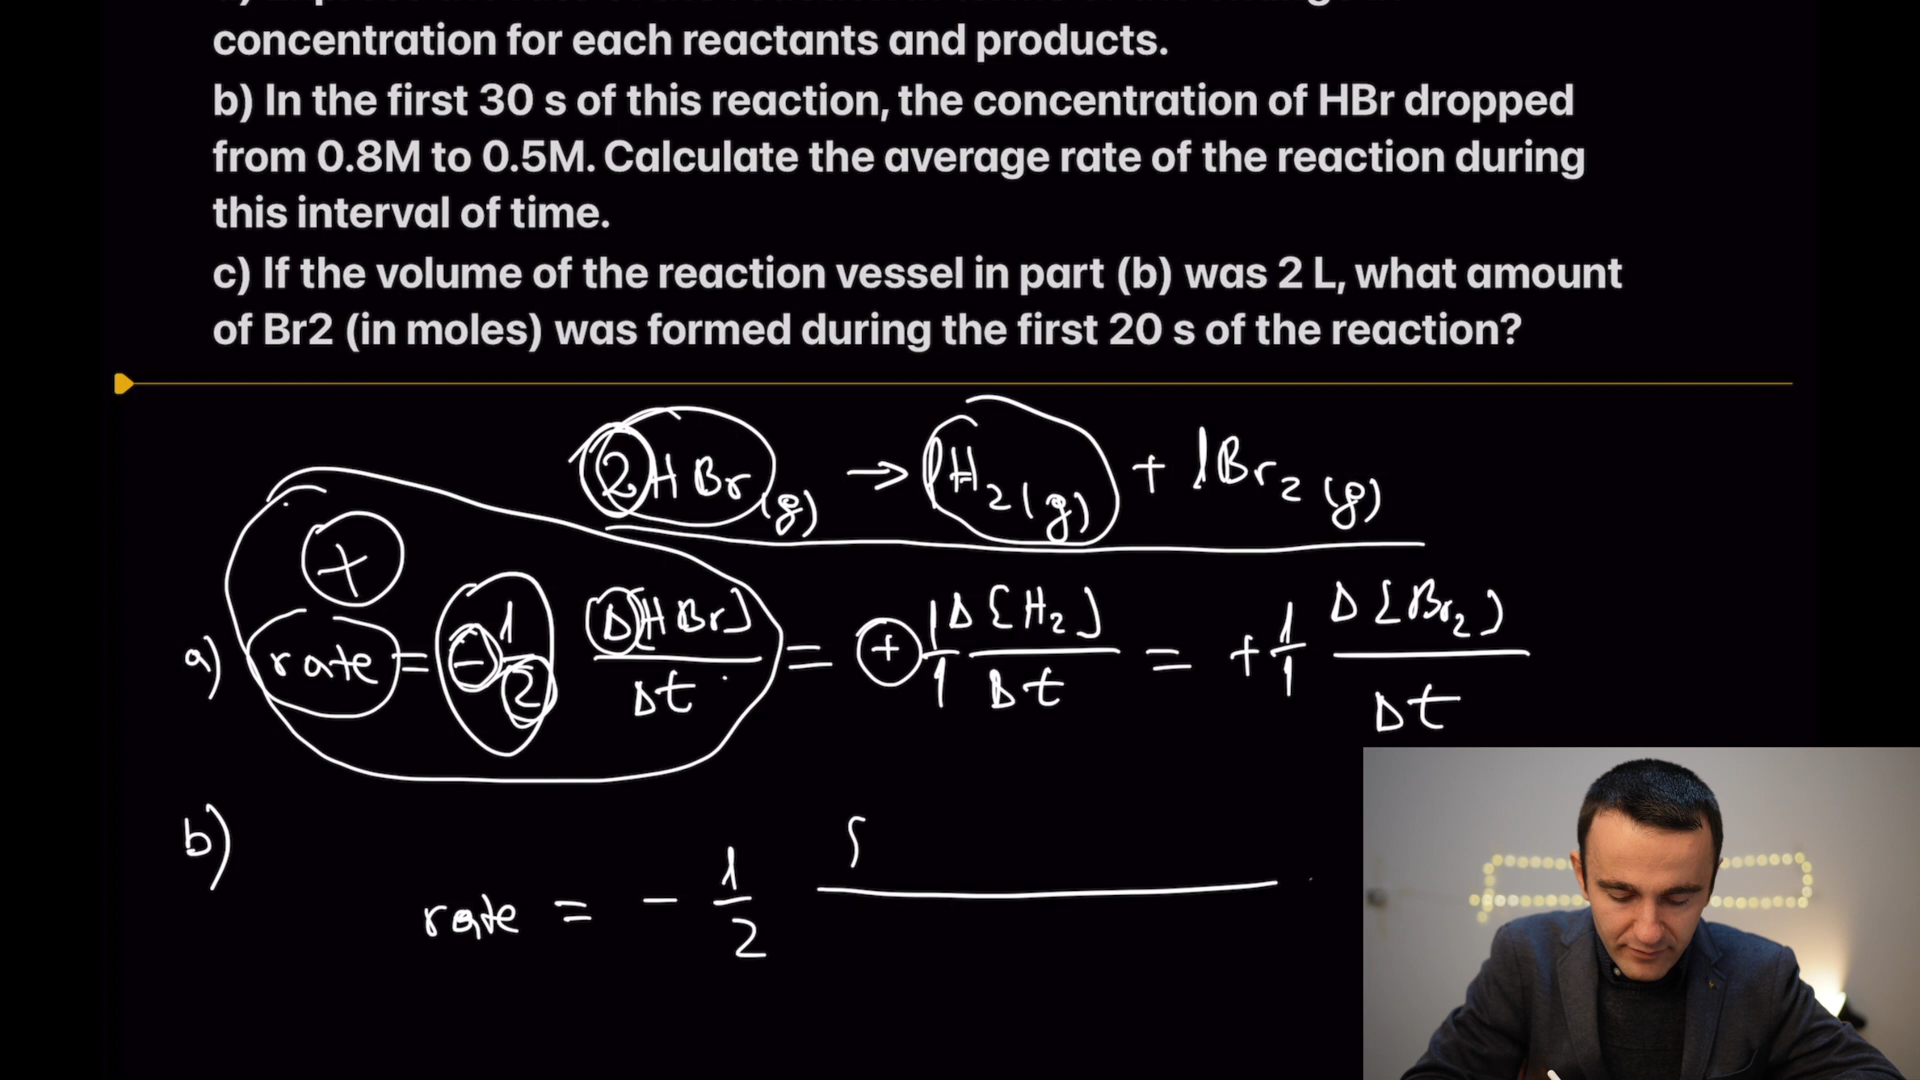 concentration for each reactants and products.
b) In the first 30 s of this reaction, the concentration of HBr dropped
from 0.8M to 0.5M. Calculate the average rate of the reaction during
this interval of time.
c) If the volume of the reaction vessel in part (b) was 2 L, what amount
of Br2 (in moles) was formed during the first 20 s of the reaction?
2HBr(g) → 1H2(g) + 1Br2(g)
+
a) rate = -1/2 Δ[HBr]/Δt = +1/1 Δ[H2]/Δt = +1/1 Δ[Br2]/Δt
b)
rate = - 1/2 [